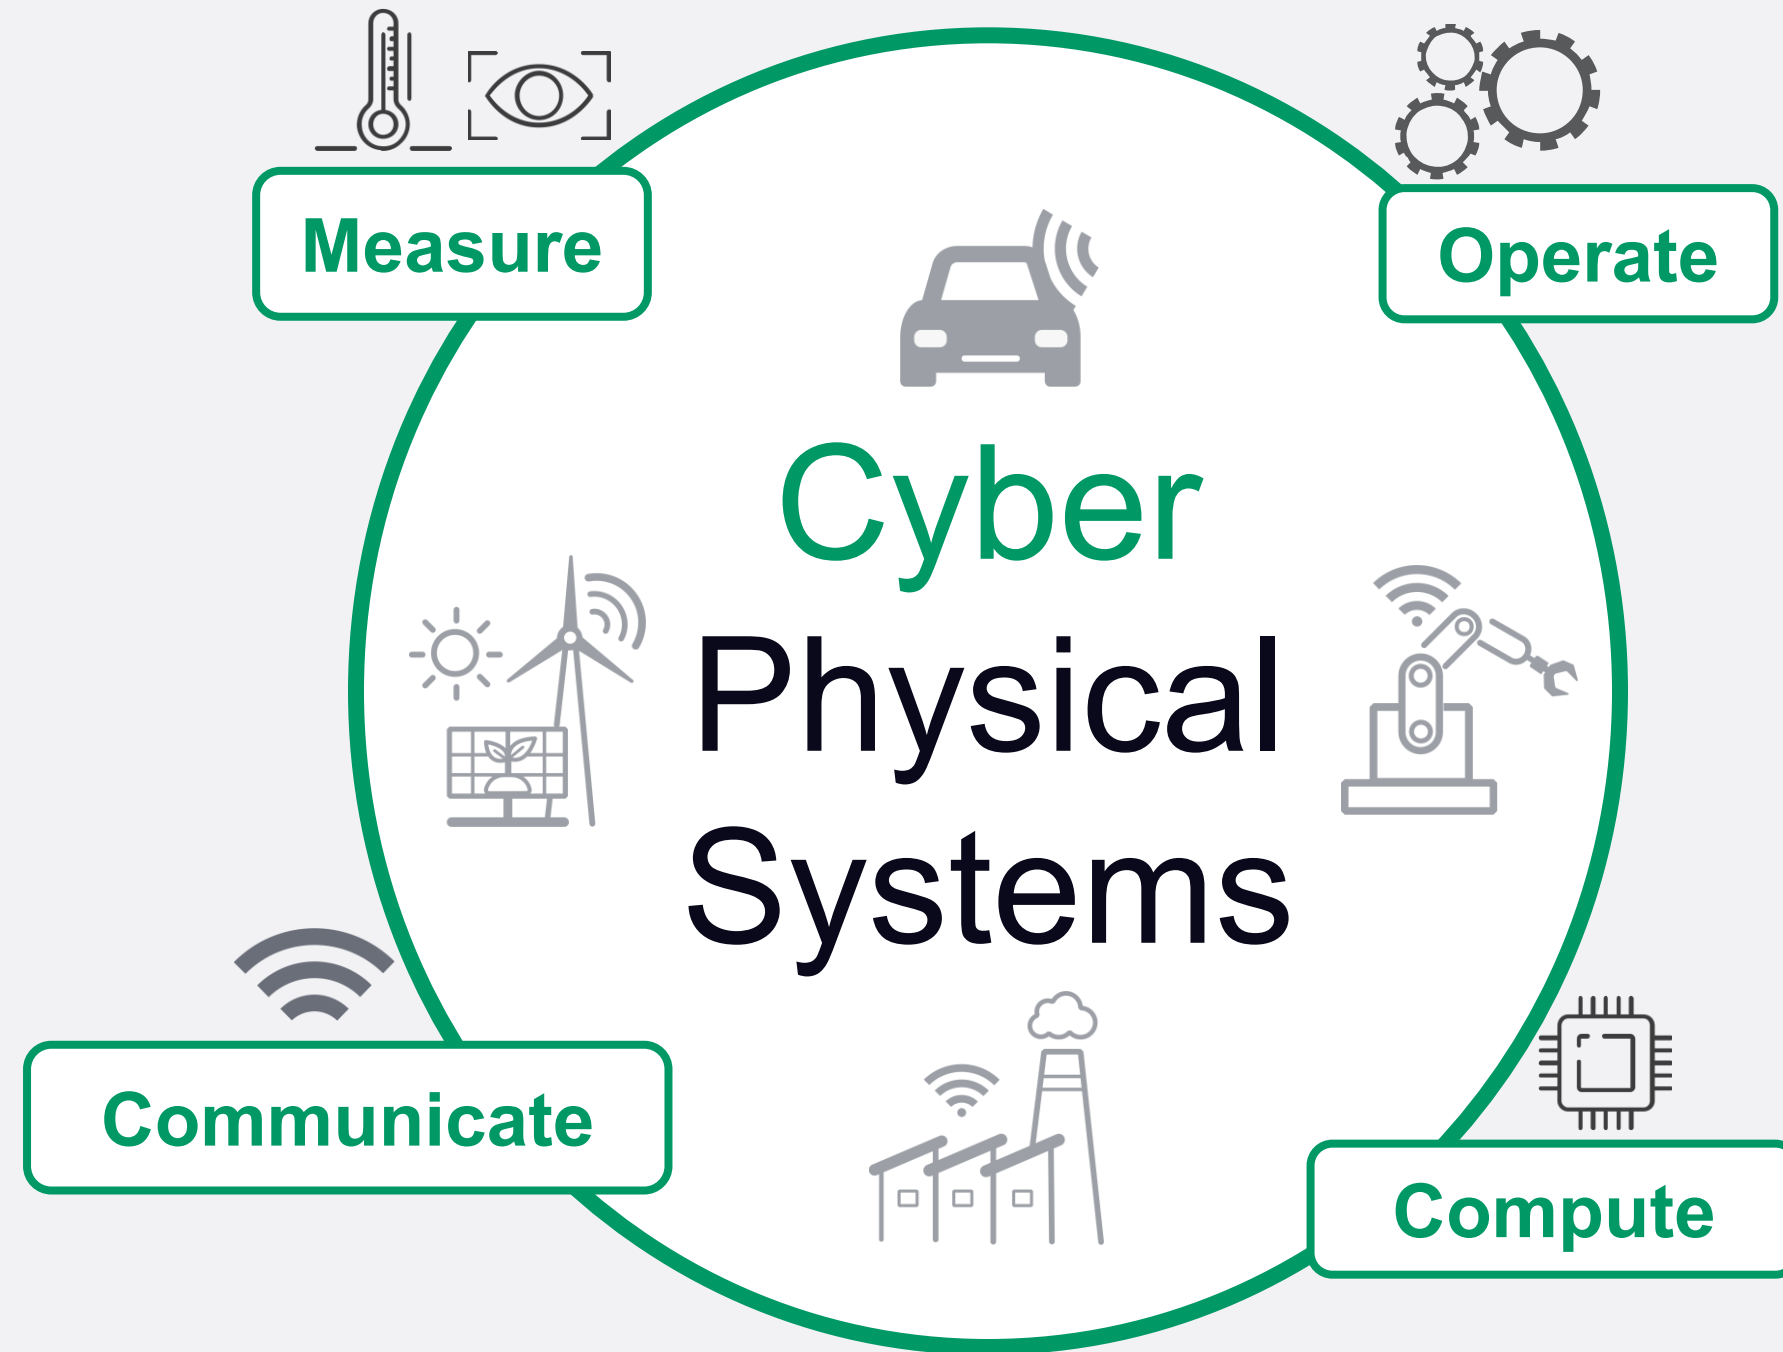 Measure
Operate
Cyber
Physical
Systems
Communicate
Compute